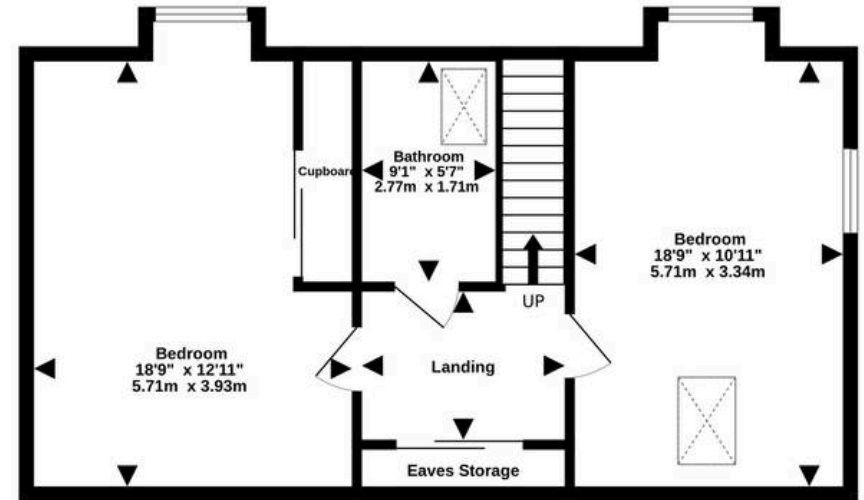 Cupboard
Bathroom
9'1" x 5'7"
2.77m x 1.71m
Bedroom
18'9" x 10'11"
5.71m x 3.34m
UP
Bedroom
18'9" x 12'11"
5.71m x 3.93m
Landing
Eaves Storage